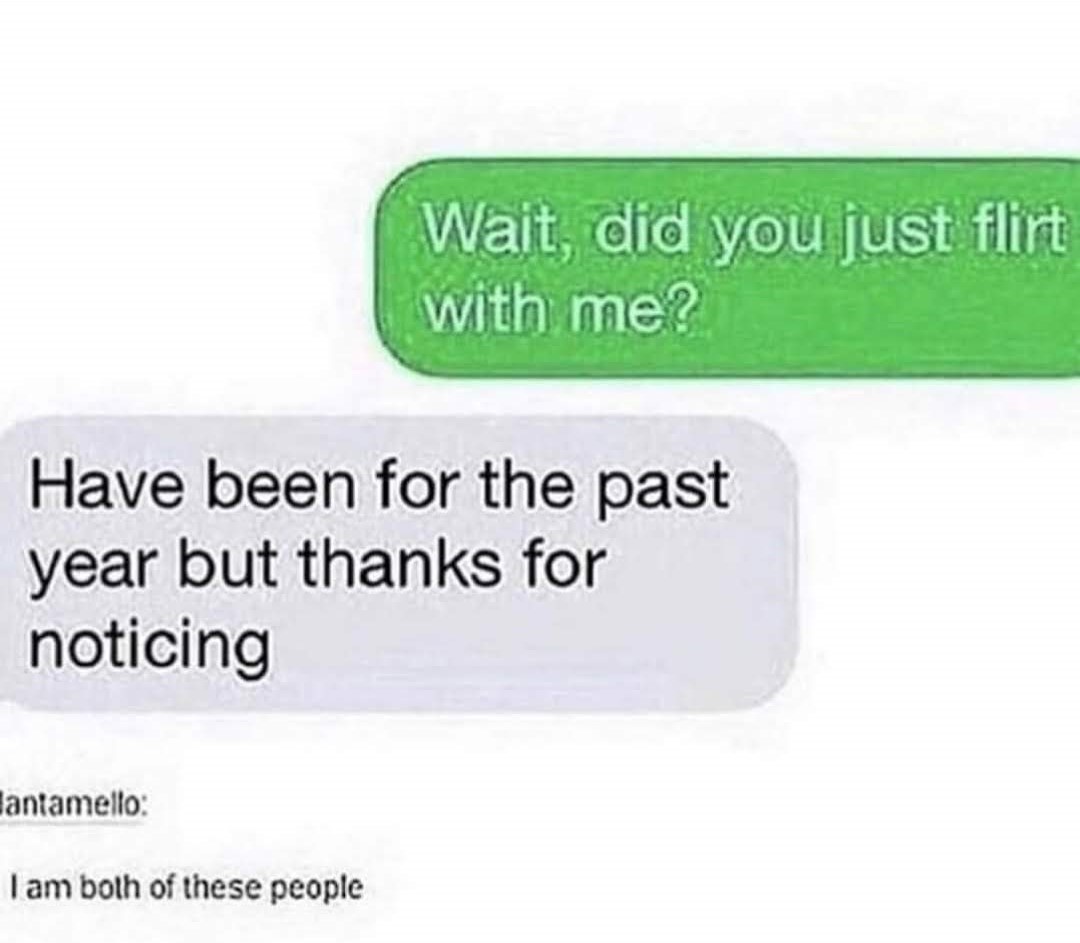 Wait, did you just flirt
with me?
Have been for the past
year but thanks for
noticing
lantamello:
I am both of these people